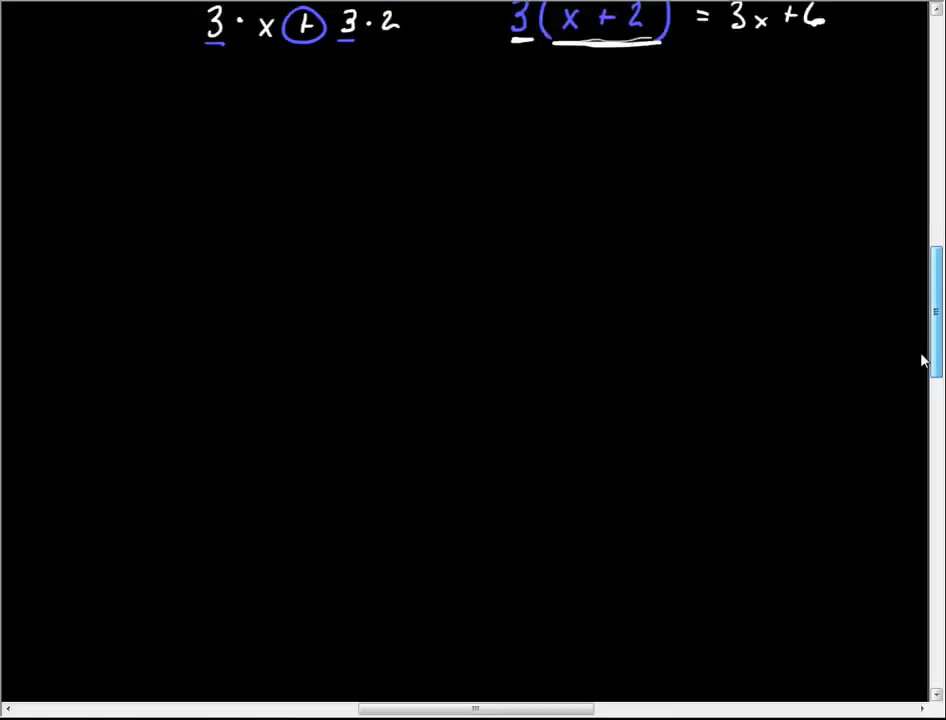 3 · x + 3 · 2 3 ( x + 2 ) = 3x + 6